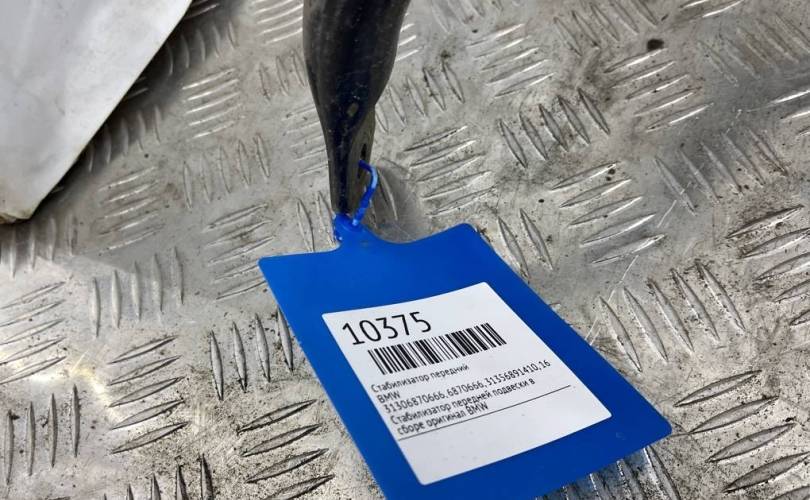 10375
Стабилизатор передний
BMW
31306870666,6870666,31356891410,16
Стабилизатор передней подвески в
сборе оригинал BMW